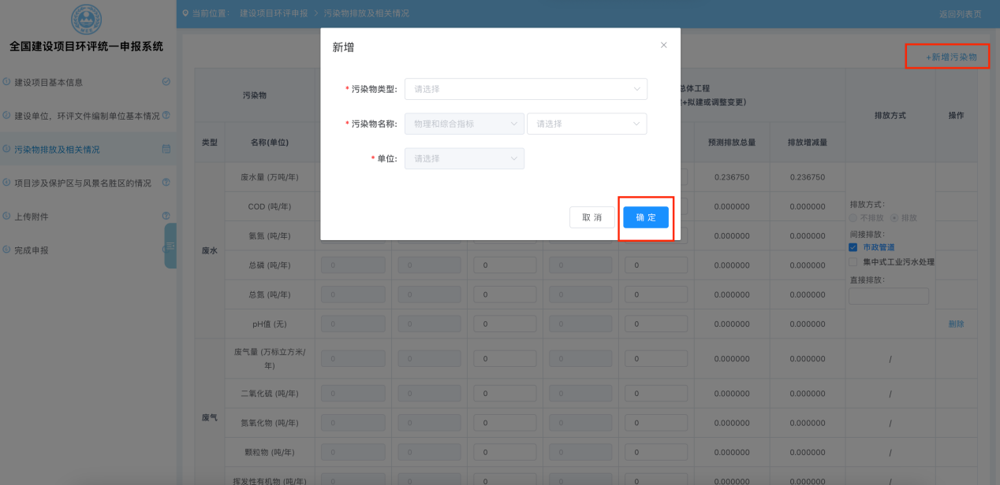 当前位置: 建设项目环评申报 > 污染物排放及相关情况
返回列表页
全国建设项目环评统一申报系统
建设项目基本信息
建设单位, 环评文件编制单位基本情况
污染物排放及相关情况
项目涉及保护区与风景名胜区的情况
上传附件
完成申报
新增
* 污染物类型: 请选择
* 污染物名称: 物理和综合指标 请选择
* 单位: 请选择
取 消 确 定
+新增污染物
污染物 总体工程 排放方式 操作
+拟建或调整变更)
类型 名称(单位) 预测排放总量 排放增减量
废水
废水量 (万吨/年) 0.236750 0.236750
COD (吨/年) 0.000000 0.000000
氨氮 (吨/年) 0.000000 0.000000
总磷 (吨/年) 0 0 0 0 0 0.000000 0.000000
总氮 (吨/年) 0 0 0 0 0 0.000000 0.000000
pH值 (无) 0 0 0 0 0 0.000000 0.000000 删除
排放方式:
不排放 排放
间接排放:
市政管道
集中式工业污水处理
直接排放:
废气
废气量 (万标立方米/
年) 0 0 0 0 0 0.000000 0.000000 /
二氧化硫 (吨/年) 0 0 0 0 0 0.000000 0.000000 /
氮氧化物 (吨/年) 0 0 0 0 0 0.000000 0.000000 /
颗粒物 (吨/年) 0 0 0 0 0 0.000000 0.000000 /
挥发性有机物 (吨/年) 0 0 0 0 0 0.000000 0.000000 /